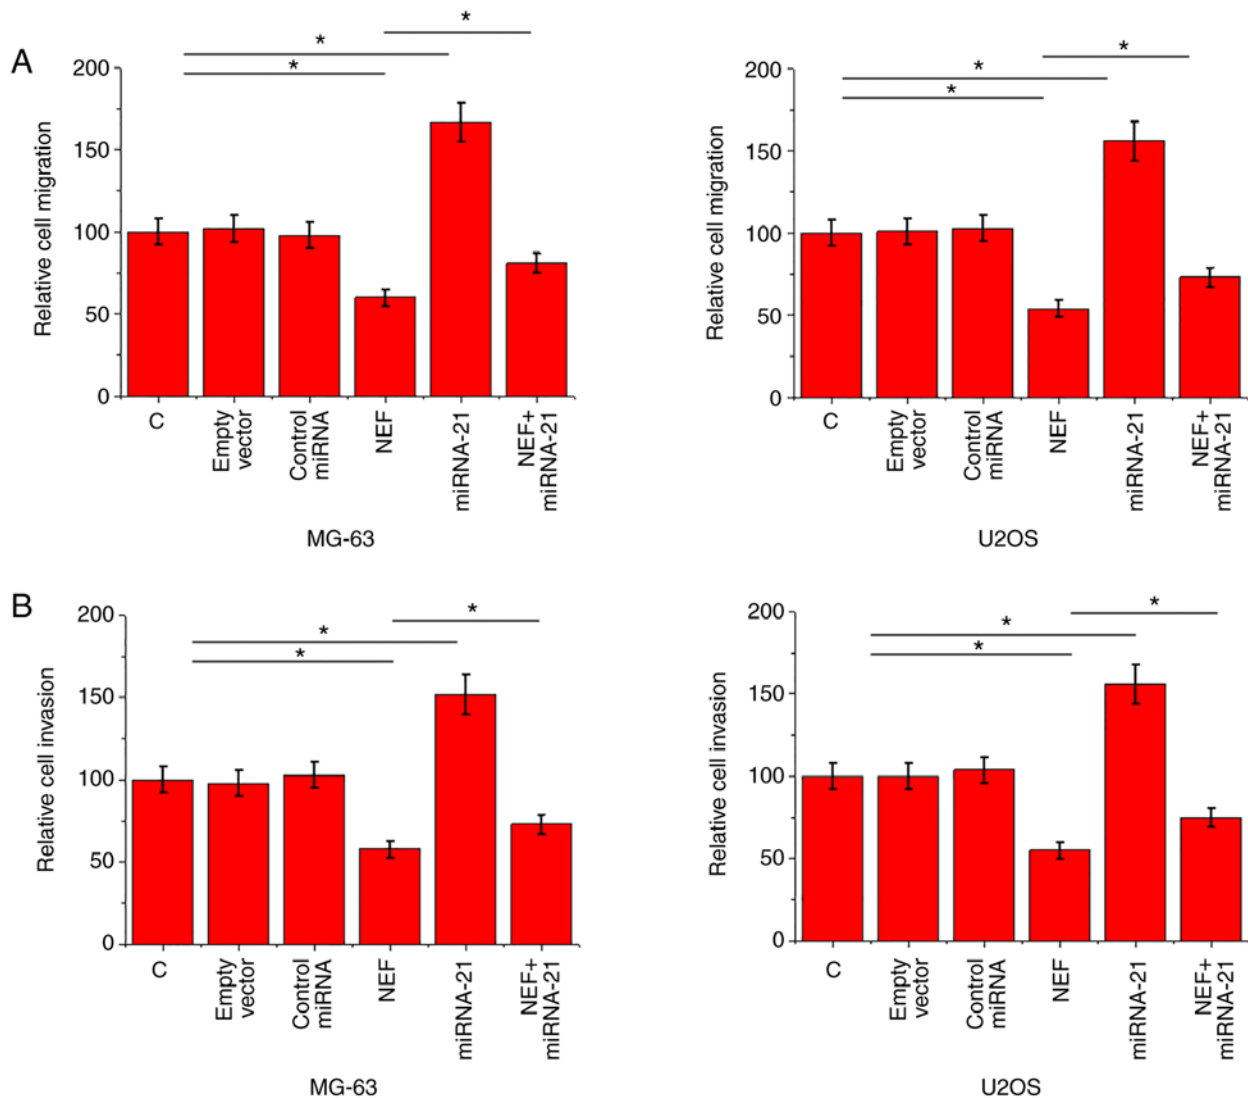 A
*
*
*
Relative cell migration
200
150
100
50
0
C
Empty
vector
Control
miRNA
NEF
miRNA-21
NEF+
miRNA-21
MG-63
*
*
*
Relative cell migration
200
150
100
50
0
C
Empty
vector
Control
miRNA
NEF
miRNA-21
NEF+
miRNA-21
U2OS
B
*
*
*
Relative cell invasion
200
150
100
50
0
C
Empty
vector
Control
miRNA
NEF
miRNA-21
NEF+
miRNA-21
MG-63
*
*
*
Relative cell invasion
200
150
100
50
0
C
Empty
vector
Control
miRNA
NEF
miRNA-21
NEF+
miRNA-21
U2OS